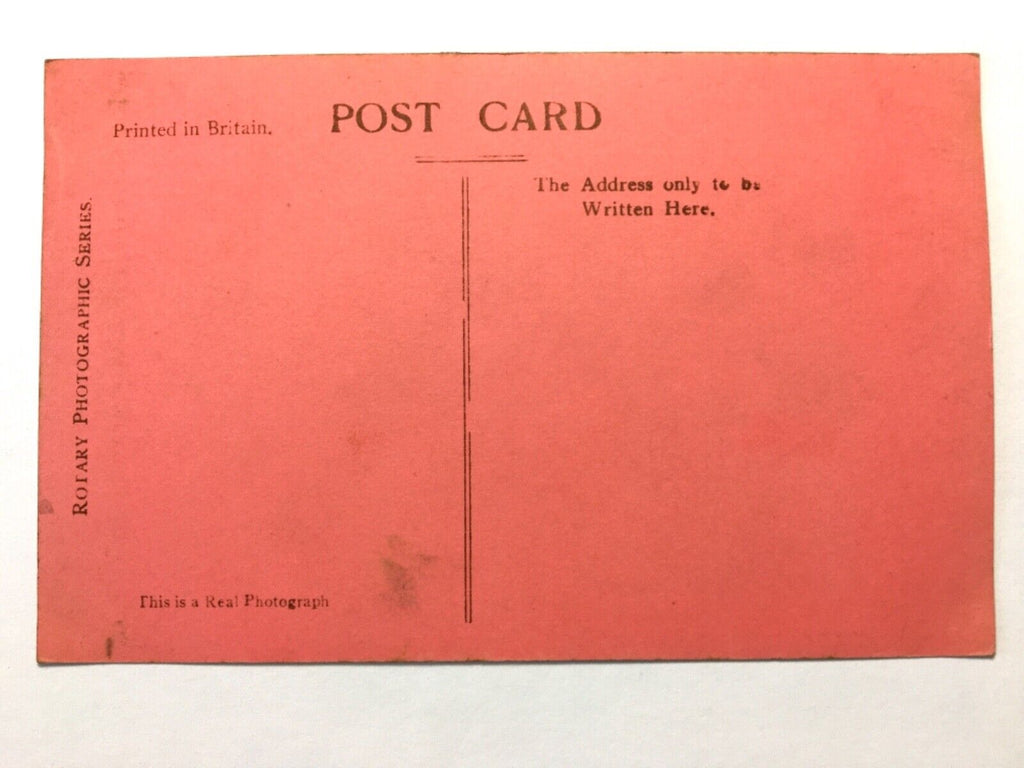 POST CARD
Printed in Britain.
The Address only to be
Written Here.
ROTARY PHOTOGRAPHIC SERIES.
This is a Real Photograph